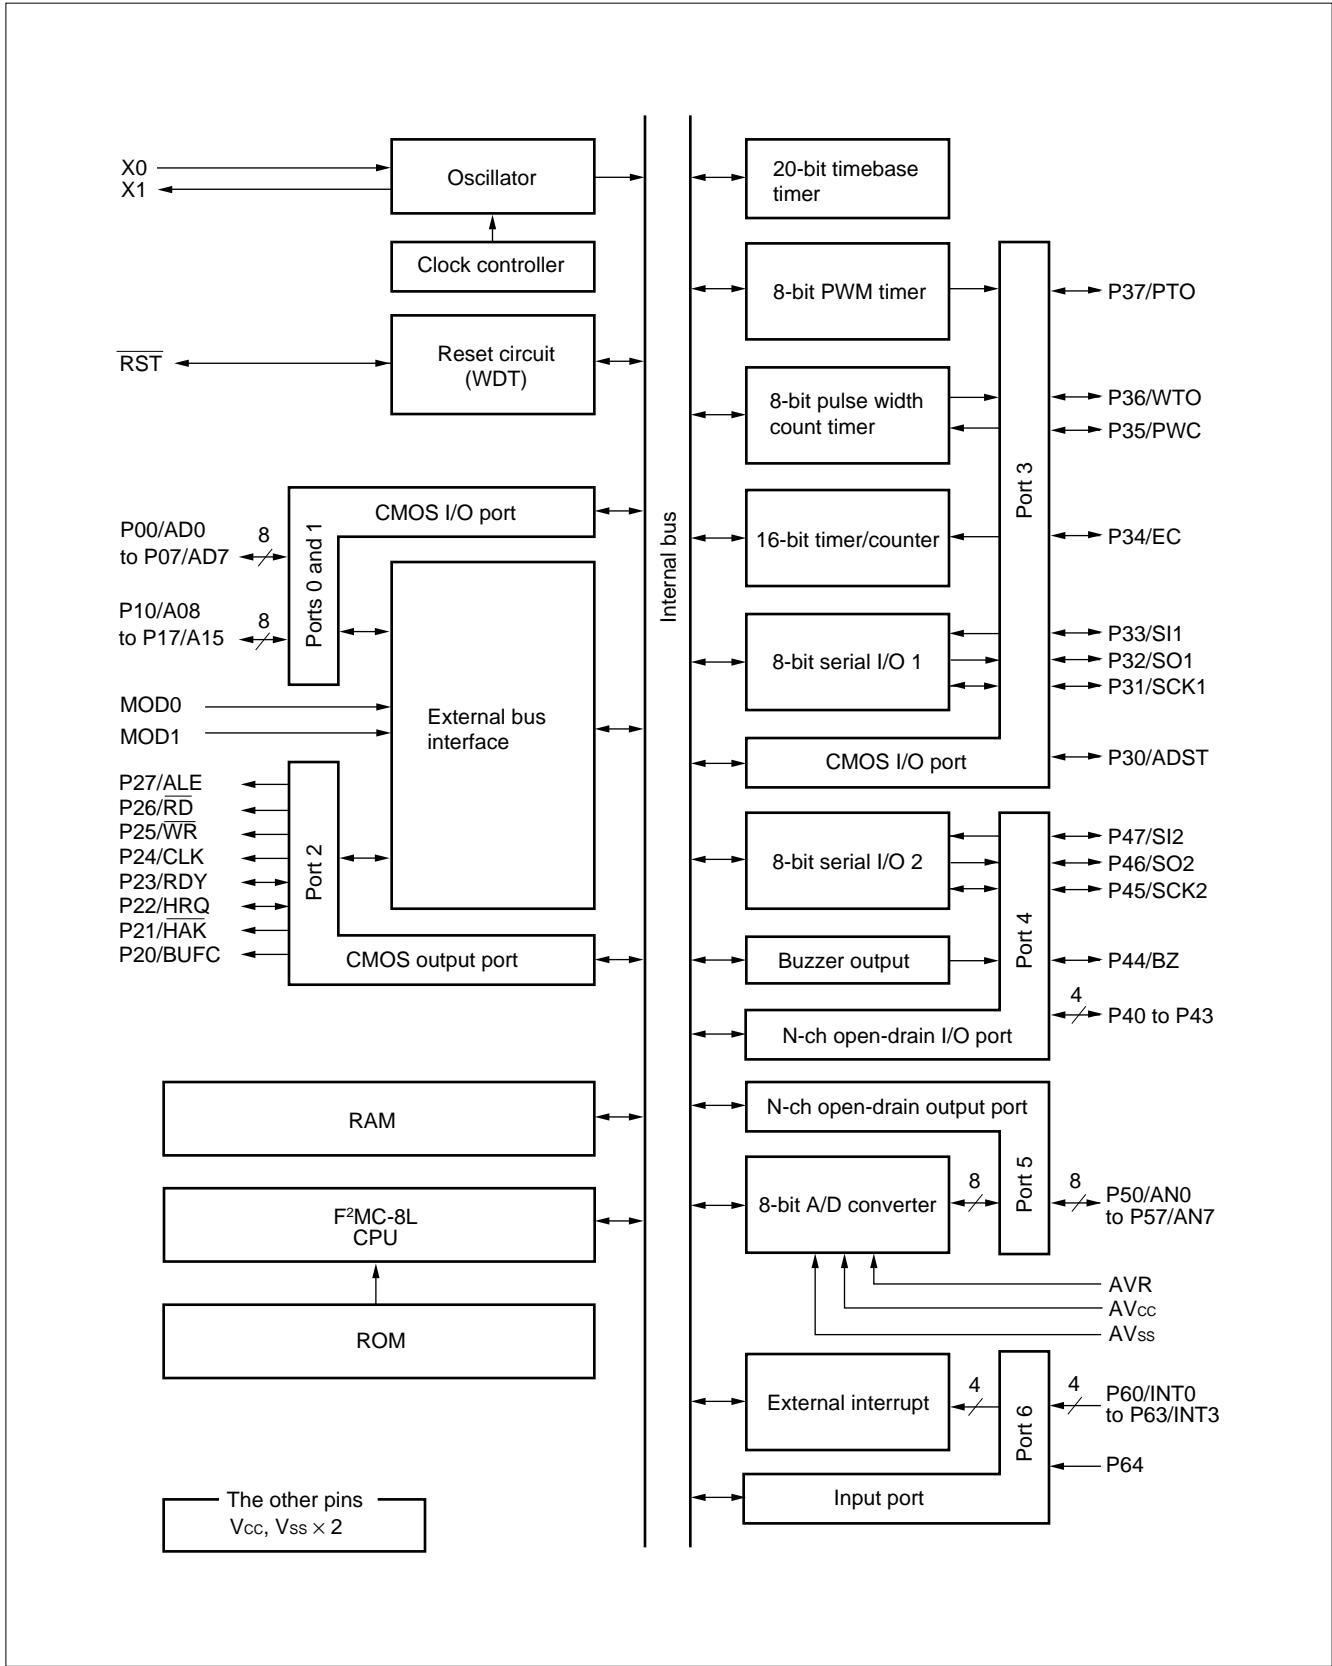 X0
X1
Oscillator
Clock controller
RST
Reset circuit
(WDT)
P00/AD0
to P07/AD7
8
P10/A08
to P17/A15
8
Ports 0 and 1
CMOS I/O port
MOD0
MOD1
External bus
interface
P27/ALE
P26/RD
P25/WR
P24/CLK
P23/RDY
P22/HRQ
P21/HAK
P20/BUFC
Port 2
CMOS output port
RAM
F²MC-8L
CPU
ROM
The other pins
VCC, VSS × 2
Internal bus
20-bit timebase
timer
8-bit PWM timer
8-bit pulse width
count timer
16-bit timer/counter
8-bit serial I/O 1
CMOS I/O port
Port 3
P37/PTO
P36/WTO
P35/PWC
P34/EC
P33/SI1
P32/SO1
P31/SCK1
P30/ADST
8-bit serial I/O 2
Buzzer output
N-ch open-drain I/O port
Port 4
P47/SI2
P46/SO2
P45/SCK2
P44/BZ
4
P40 to P43
N-ch open-drain output port
8-bit A/D converter
8
Port 5
8
P50/AN0
to P57/AN7
AVR
AVCC
AVSS
External interrupt
4
Port 6
4
P60/INT0
to P63/INT3
P64
Input port